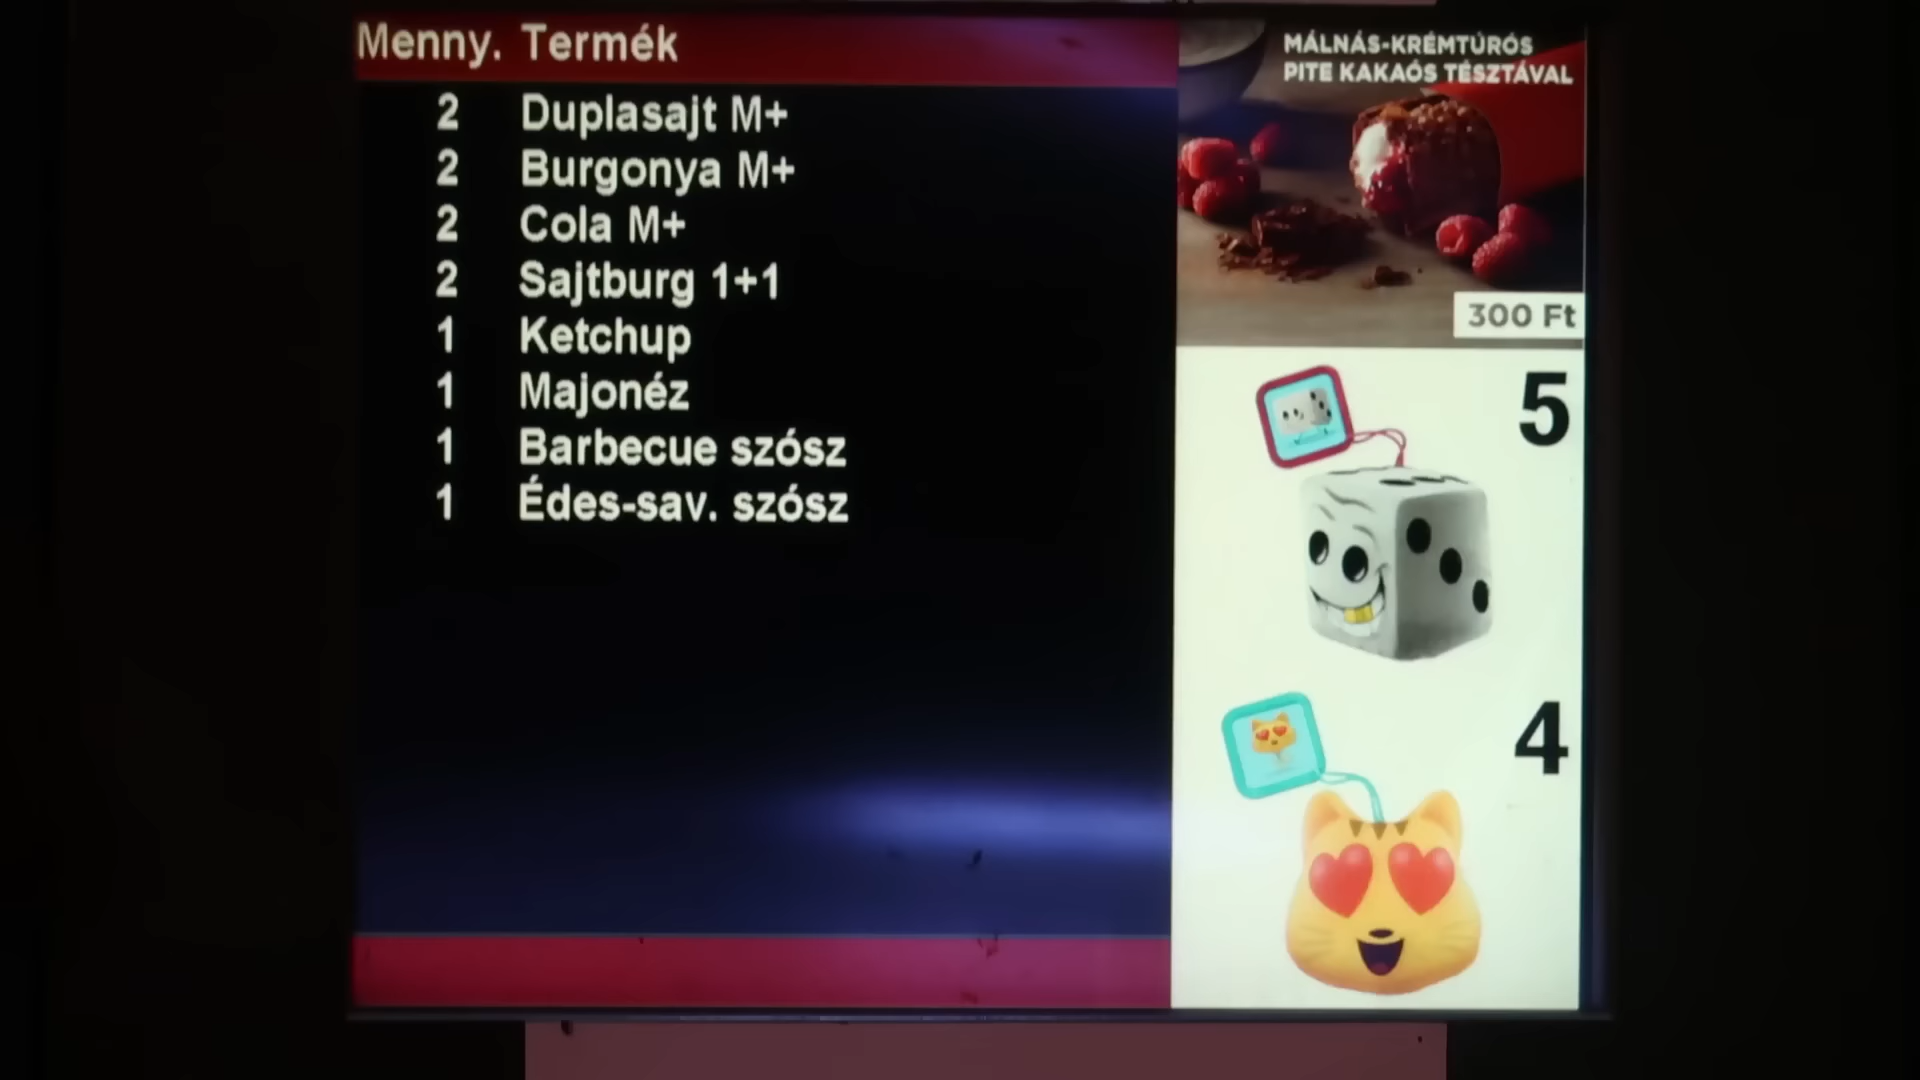 Menny. Termék
2 Duplasajt M+
2 Burgonya M+
2 Cola M+
2 Sajtburg 1+1
1 Ketchup
1 Majonéz
1 Barbecue szósz
1 Édes-sav. szósz
MÁLNÁS-KRÉMTÚRÓS
PITE KAKAÓS TÉSZTÁVAL
300 Ft
5
4